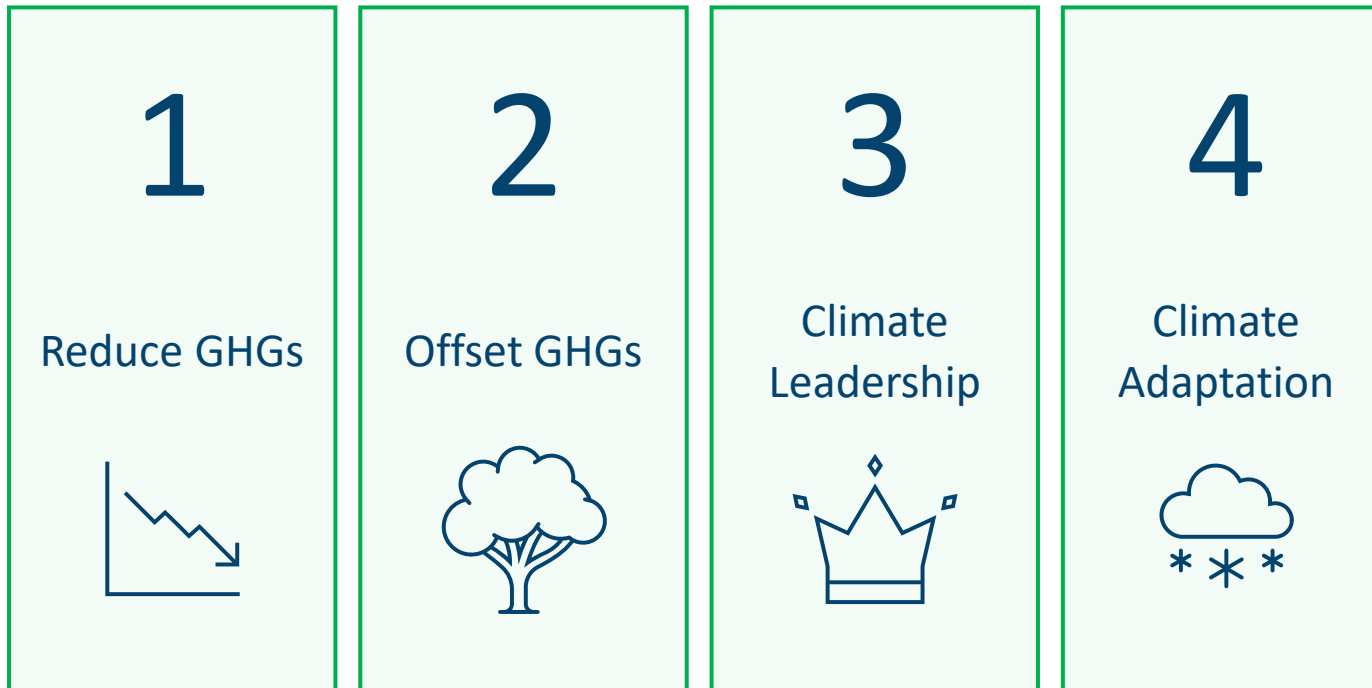 1
Reduce GHGs
2
Offset GHGs
3
Climate
Leadership
4
Climate
Adaptation